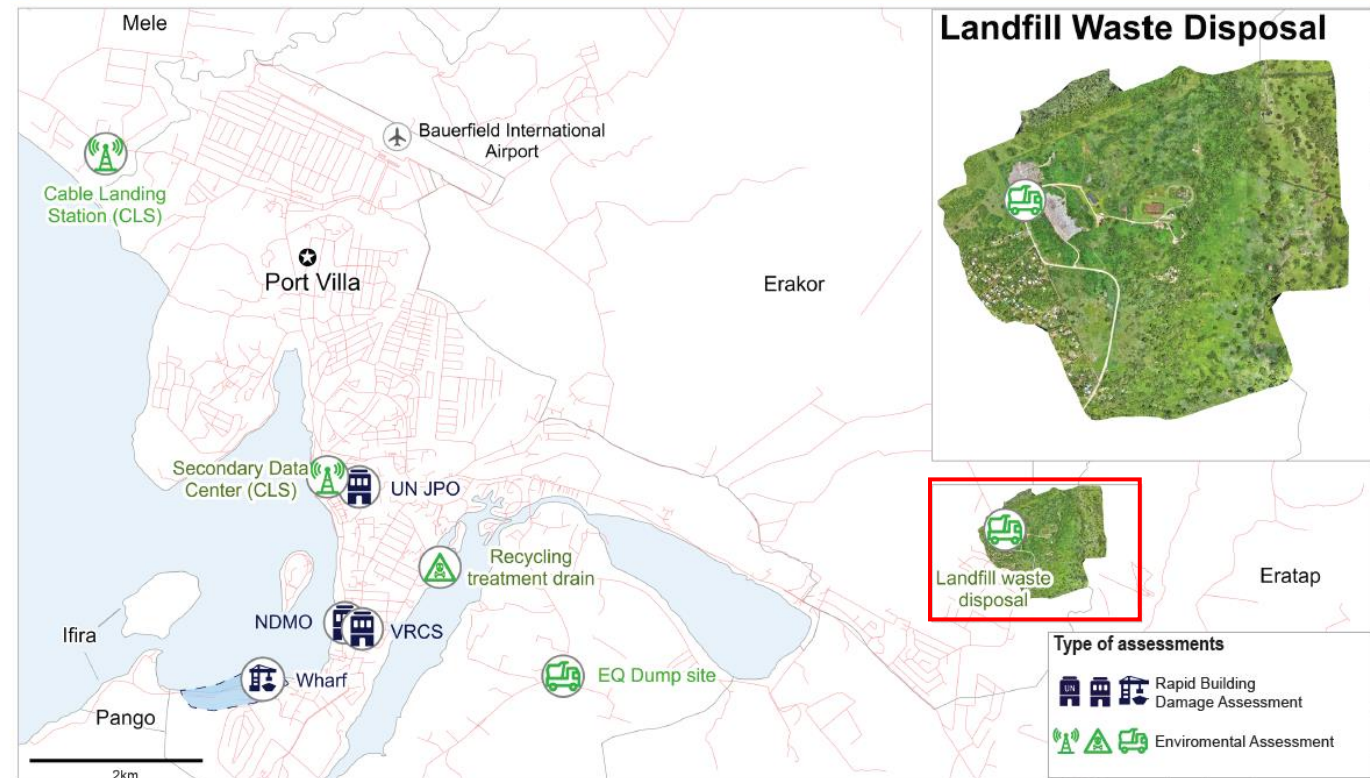 Mele
Landfill Waste Disposal
Bauerfield International
Airport
Cable Landing
Station (CLS)
Port Villa
Erakor
Secondary Data
Center (CLS)
UN JPO
Recycling
treatment drain
Landfill waste
disposal
Eratap
NDMO
VRCS
Ifira
Wharf
EQ Dump site
Pango
2km
Type of assessments
UN
Rapid Building
Damage Assessment
Enviromental Assessment